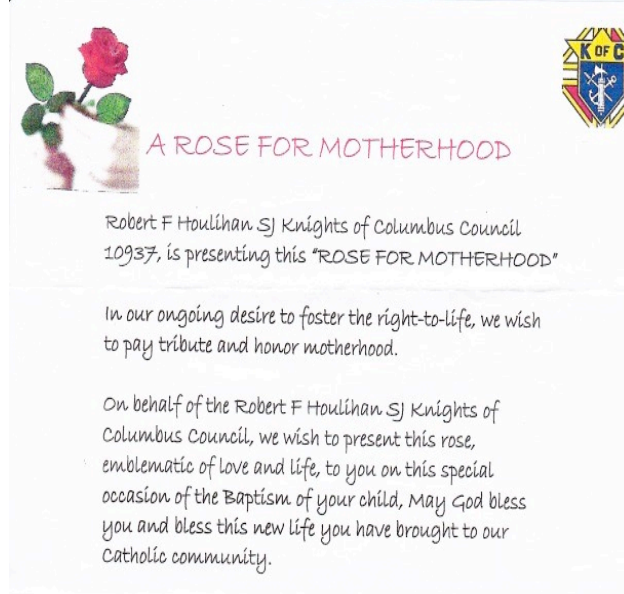 K OF C
A ROSE FOR MOTHERHOOD
Robert F Houlihan SJ Knights of Columbus Council
10937, is presenting this "ROSE FOR MOTHERHOOD"
In our ongoing desire to foster the right-to-life, we wish
to pay tribute and honor motherhood.
On behalf of the Robert F Houlihan SJ Knights of
Columbus Council, we wish to present this rose,
emblematic of love and life, to you on this special
occasion of the Baptism of your child, May God bless
you and bless this new life you have brought to our
Catholic community.